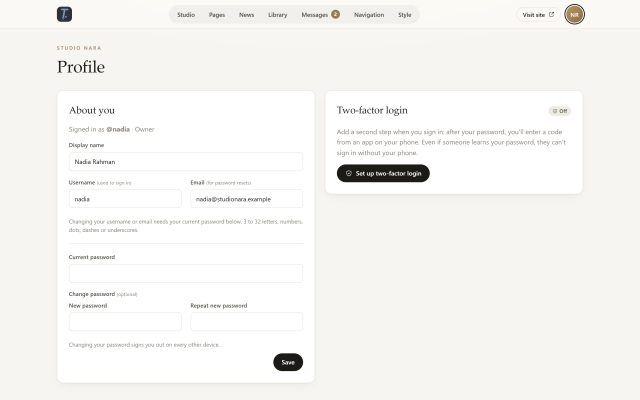 T.
Studio
Pages
News
Library
Messages 2
Navigation
Style
Visit site
NR
STUDIO NARA
Profile
About you
Signed in as @nadia · Owner
Display name
Nadia Rahman
Username (used to sign in)
Email (for password resets)
nadia
nadia@studionara.example
Changing your username or email needs your current password below. 3 to 32 letters, numbers,
dots, dashes or underscores.
Current password
Change password (optional)
New password
Repeat new password
Changing your password signs you out on every other device.
Save
Two-factor login
Off
Add a second step when you sign in: after your password, you'll enter a code
from an app on your phone. Even if someone learns your password, they can't
sign in without your phone.
Set up two-factor login